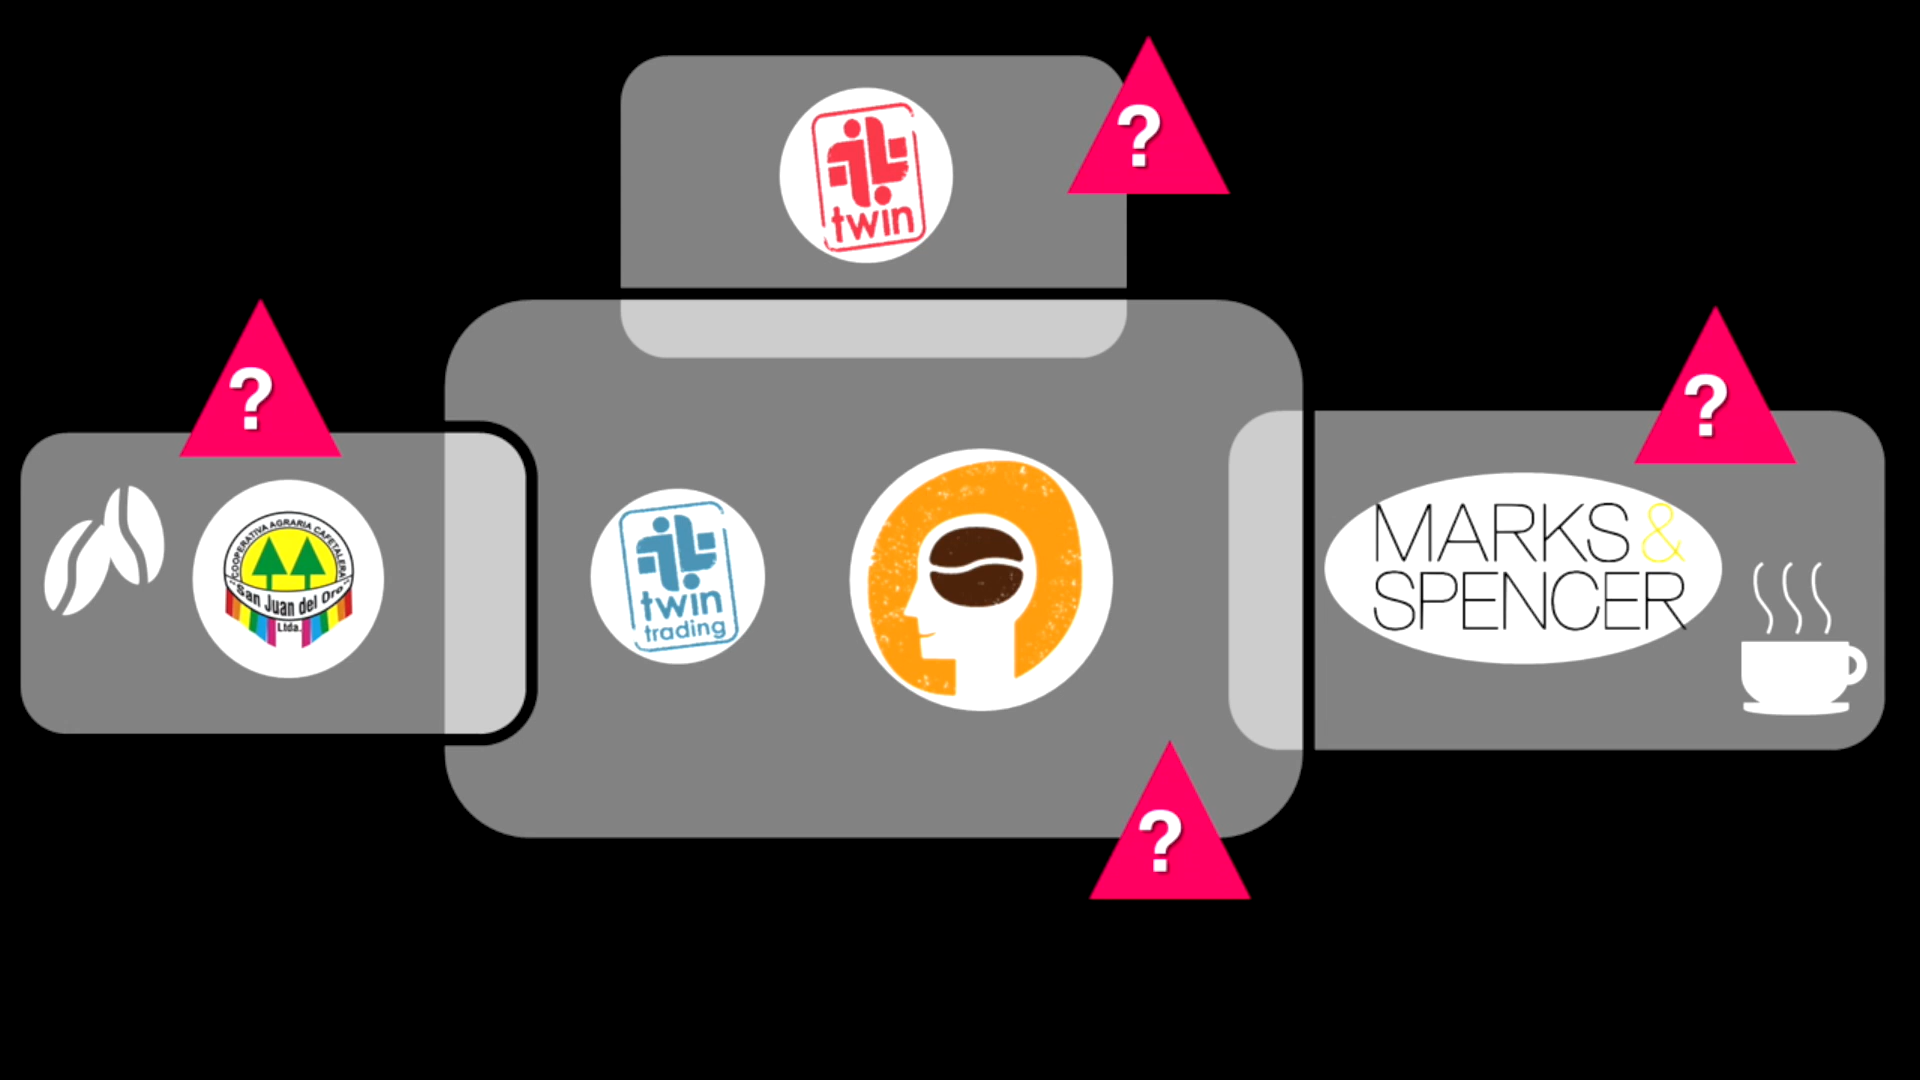 ?
twin
?
?
COOPERATIVA AGRARIA CAFETALERA
San Juan del Oro
Ltda.
twin
trading
MARKS &
SPENCER
?